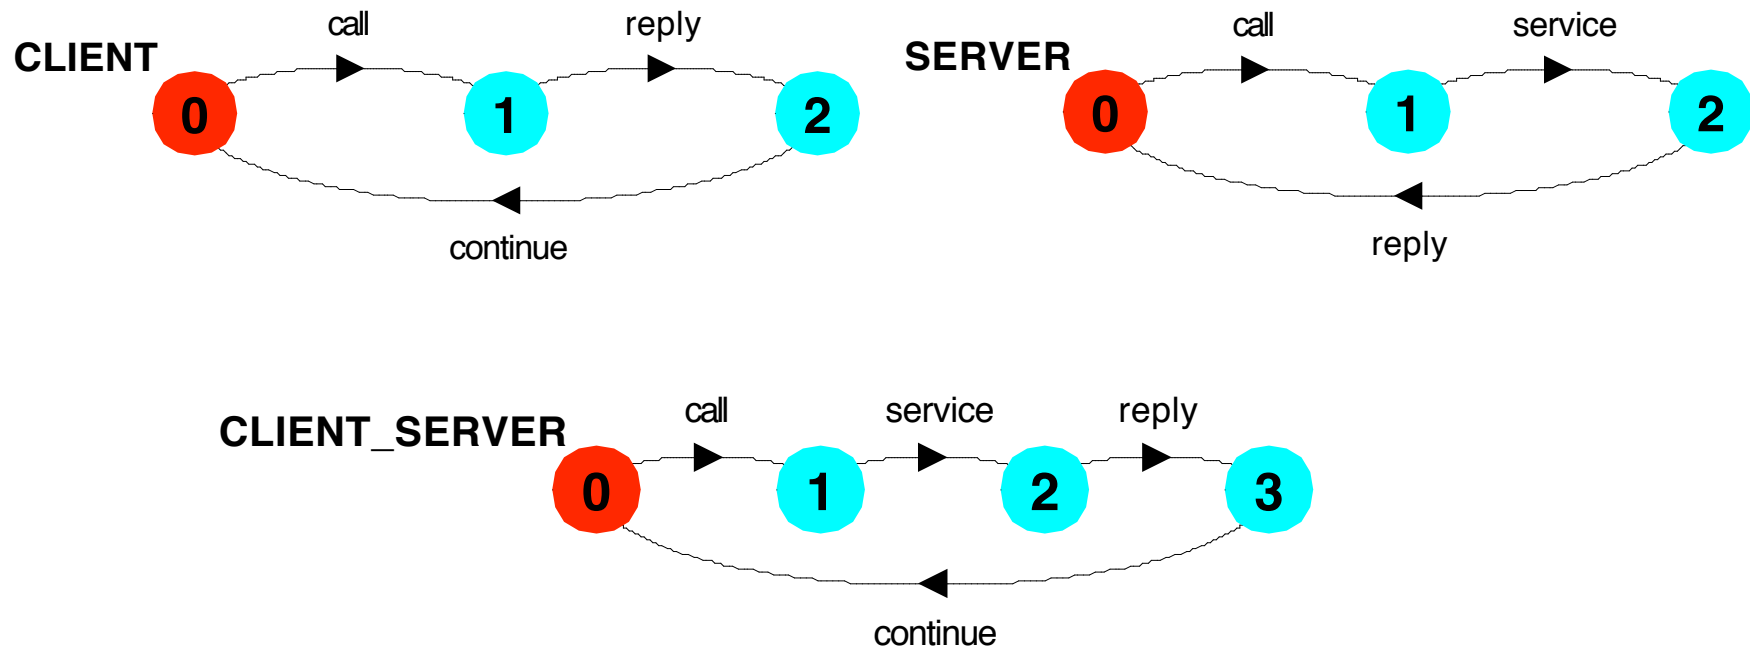 call
reply
CLIENT
0
1
2
continue
call
service
SERVER
0
1
2
reply
call
service
reply
CLIENT_SERVER
0
1
2
3
continue